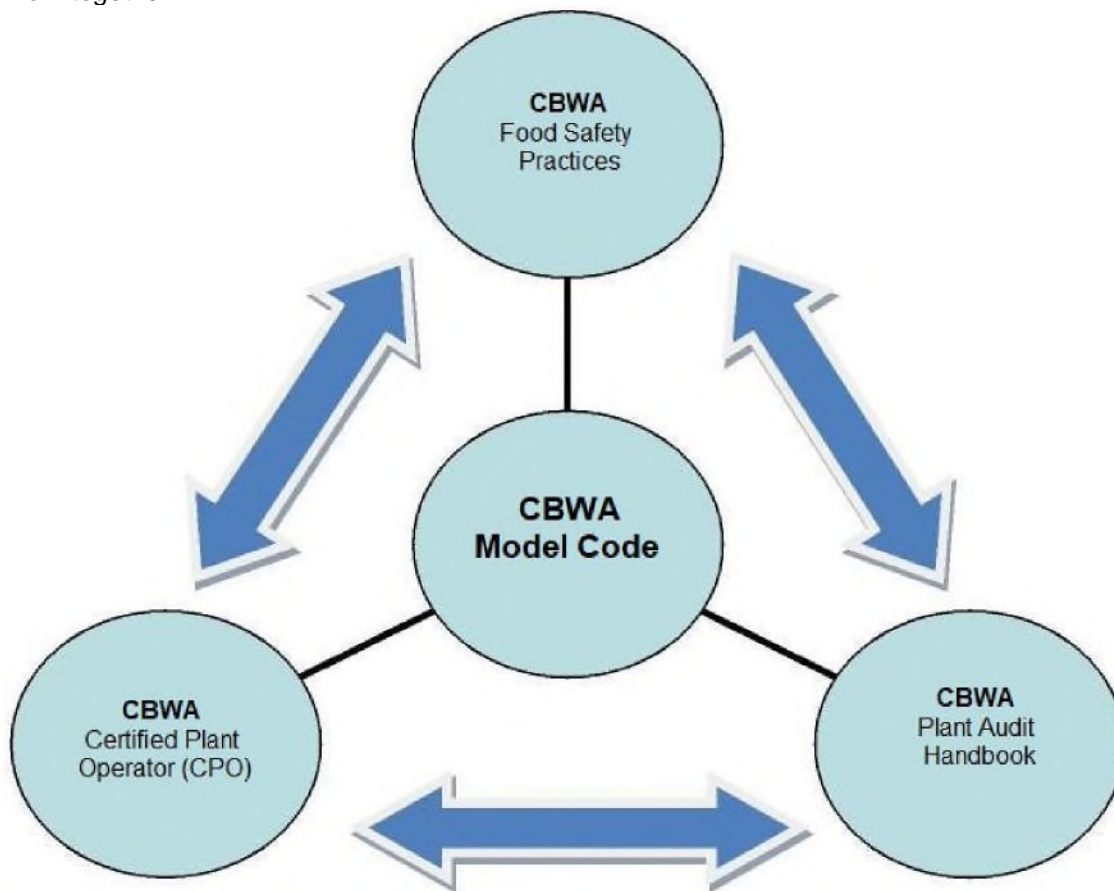 CBWA
Food Safety
Practices
CBWA
Model Code
CBWA
Certified Plant
Operator (CPO)
CBWA
Plant Audit
Handbook